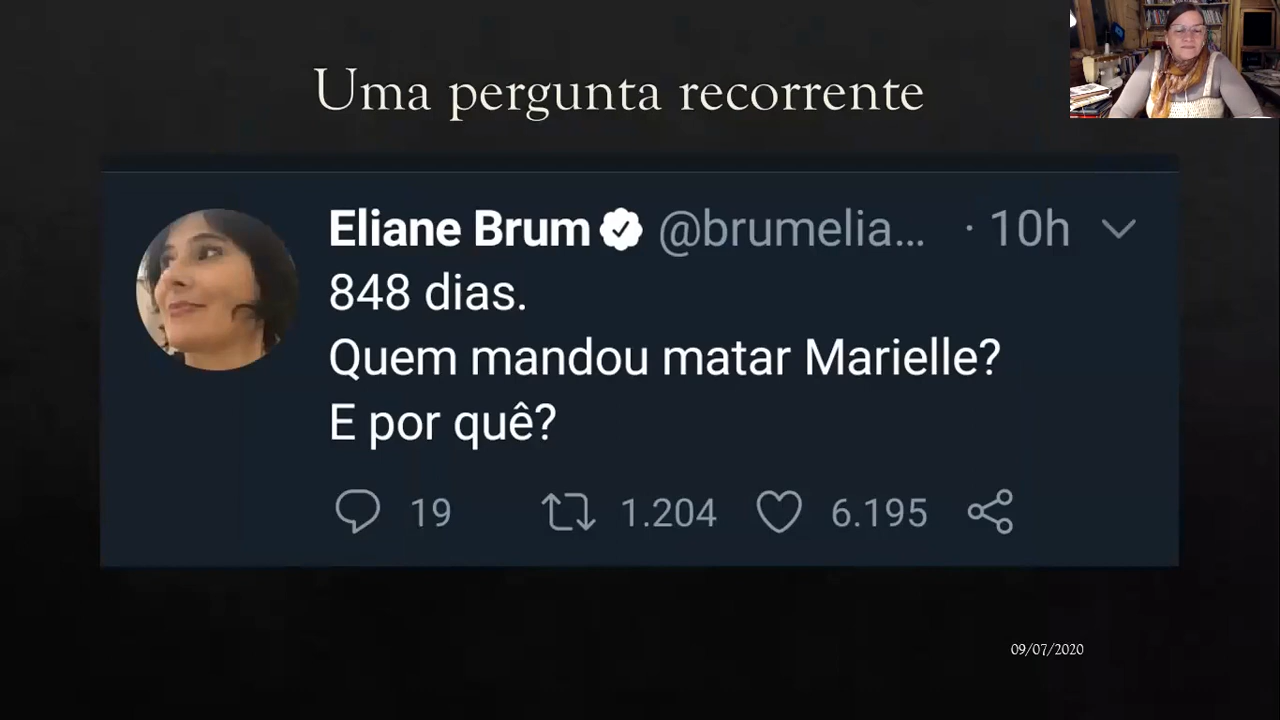 Uma pergunta recorrente
Eliane Brum @brumelia... · 10h
848 dias.
Quem mandou matar Marielle?
E por quê?
19 1.204 6.195
09/07/2020